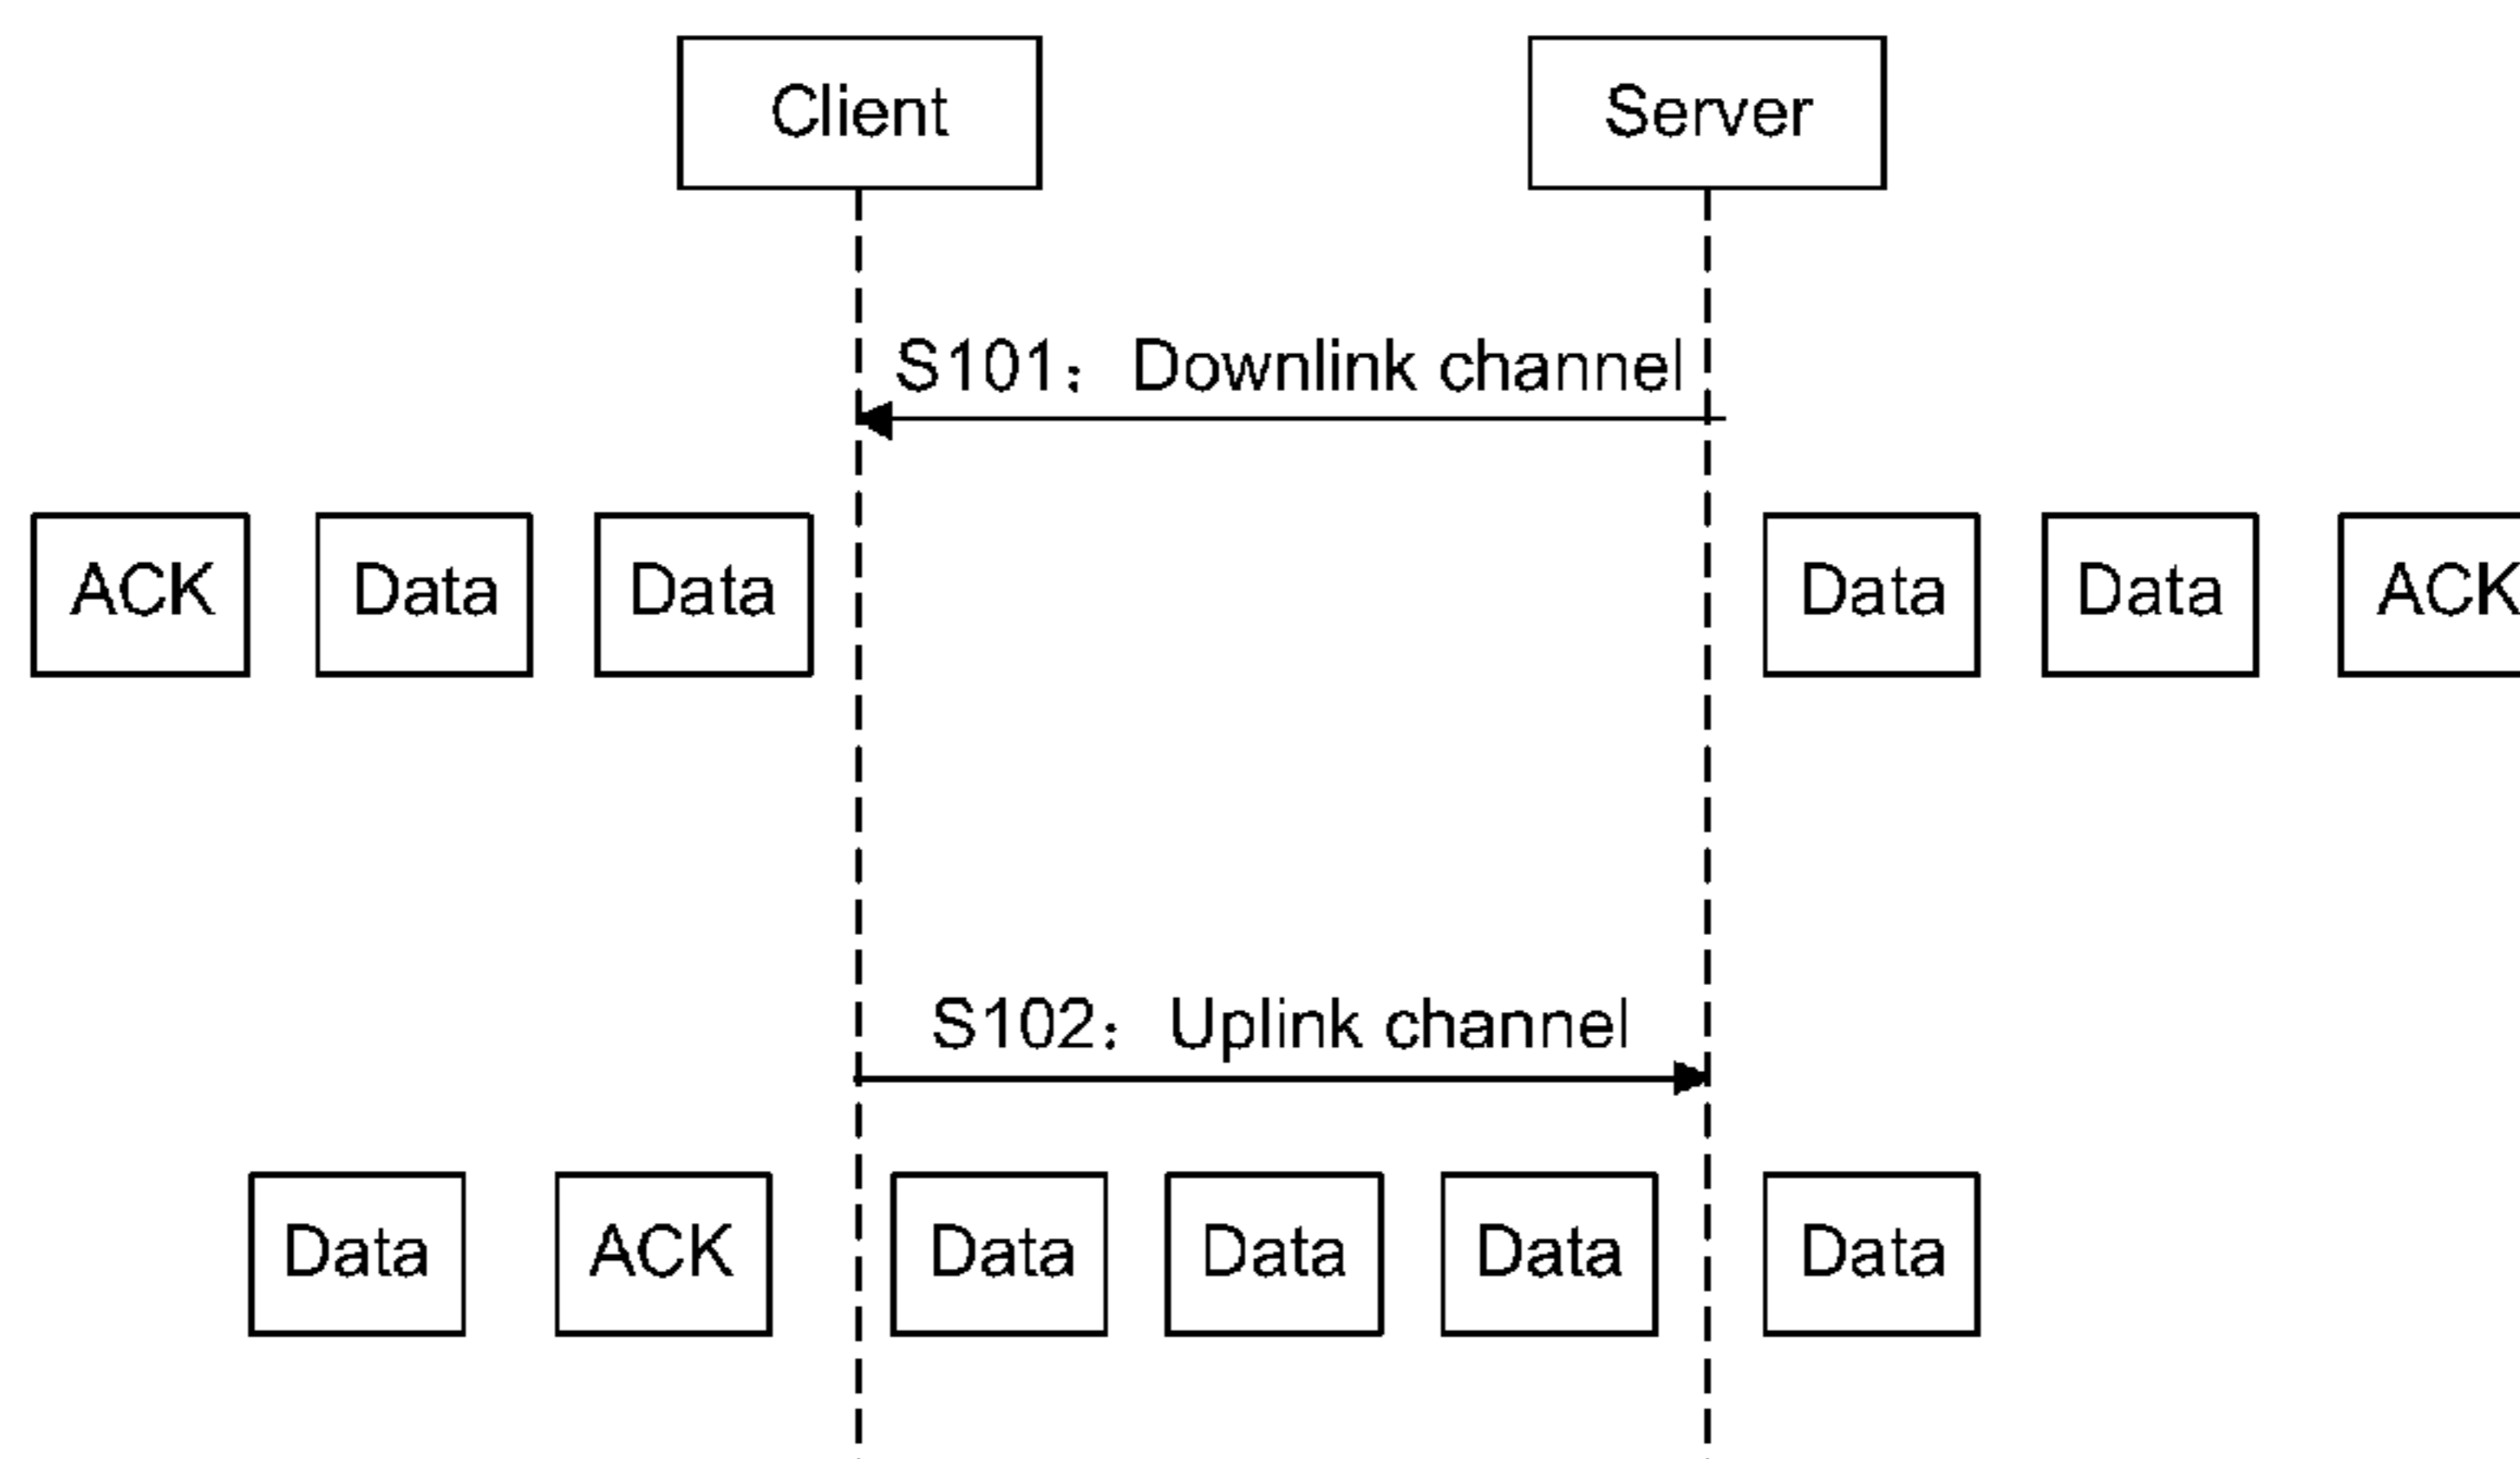 Client
Server
S101：Downlink channel
ACK
Data
Data
Data
Data
ACK
S102：Uplink channel
Data
ACK
Data
Data
Data
Data